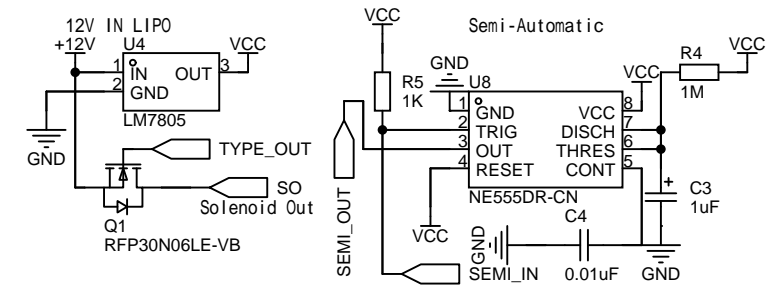 12V IN LIPO
+12V
U4
VCC
1
IN
OUT
3
2
GND
LM7805
GND
TYPE_OUT
SO
Solenoid Out
Q1
RFP30N06LE-VB
Semi-Automatic
VCC
R5
1K
GND
U8
1
GND
VCC
8
VCC
2
TRIG
DISCH
7
3
OUT
THRES
6
4
RESET
CONT
5
NE555DR-CN
R4
1M
VCC
SEMI_OUT
VCC
GND
C4
0.01uF
SEMI_IN
+
C3
1uF
GND